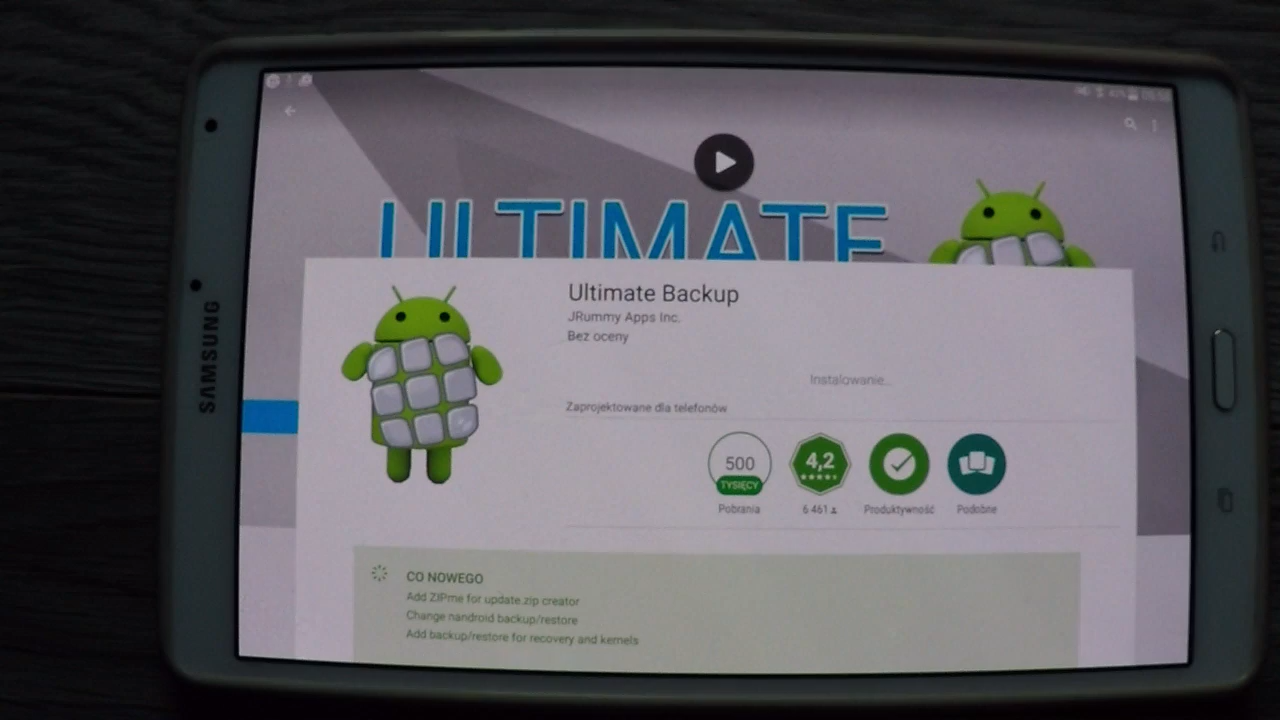 SAMSUNG
ULTIMATE
Ultimate Backup
JRummy Apps Inc.
Bez oceny
Instalowanie...
Zaprojektowane dla telefonów
500
TYSIĘCY
Pobrania
4,2
6 461
Produktywność
Podobne
CO NOWEGO
Add ZIPme for update.zip creator
Change nandroid backup/restore
Add backup/restore for recovery and kernels